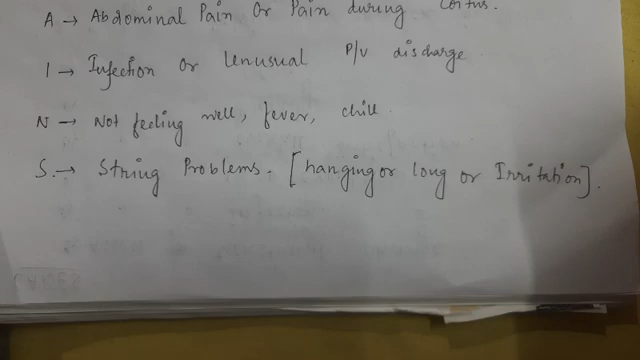 A → Abdominal Pain Or Pain during Coitus.
I → Infection Or Unusual P/V discharge
N → Not feeling well, fever, chill.
S. → String Problems. [hanging or long or Irritation].